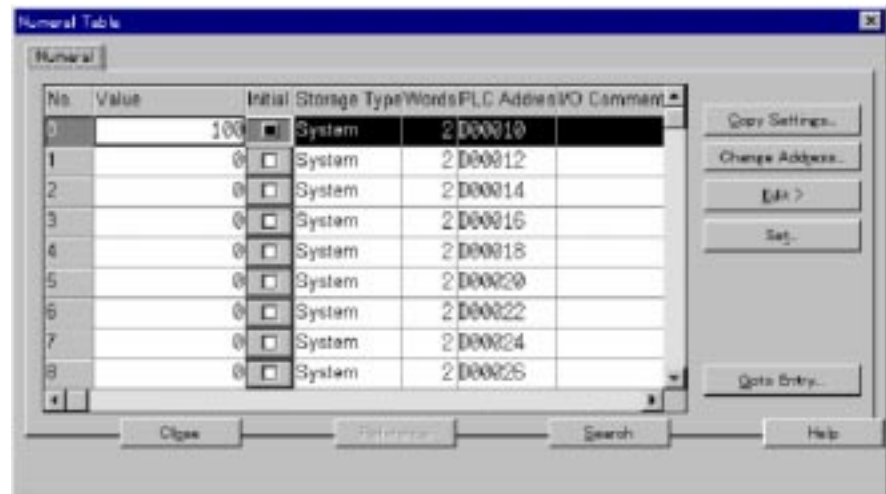 Numeral Table
Numeral
No. Value Initial Storage Type Words PLC Addres I/O Comment
0 100 System 2 D00010
1 0 System 2 D00012
2 0 System 2 D00014
3 0 System 2 D00016
4 0 System 2 D00018
5 0 System 2 D00020
6 0 System 2 D00022
7 0 System 2 D00024
8 0 System 2 D00026
Copy Settings...
Change Address...
Edit >
Set...
Goto Entry...
Close Reference Search Help